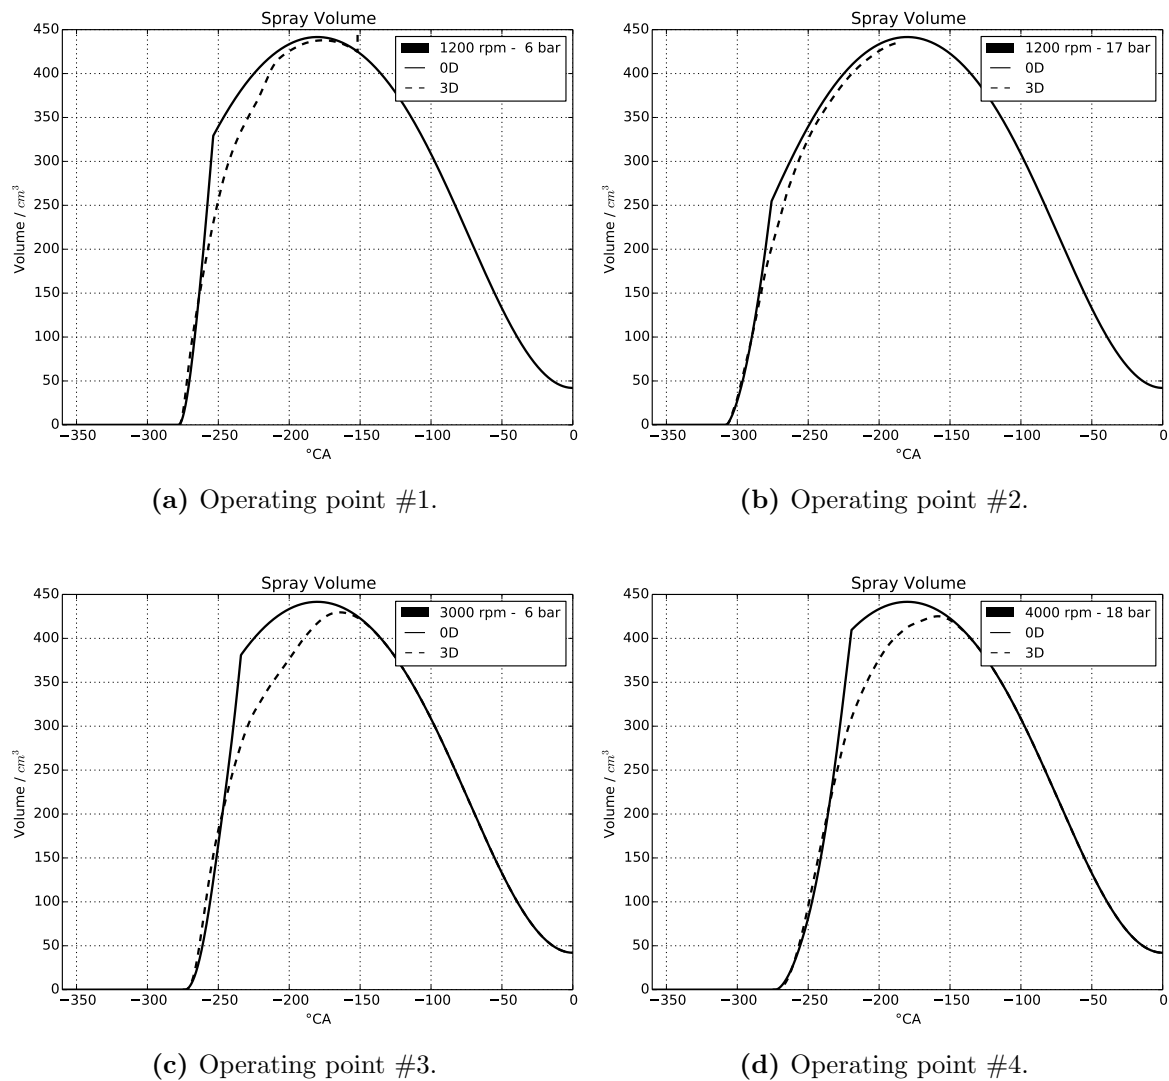 Spray Volume
1200 rpm - 6 bar
0D
3D
Volume / cm³
450
400
350
300
250
200
150
100
50
0
−350 −300 −250 −200 −150 −100 −50 0
°CA
(a) Operating point #1.
Spray Volume
1200 rpm - 17 bar
0D
3D
Volume / cm³
450
400
350
300
250
200
150
100
50
0
−350 −300 −250 −200 −150 −100 −50 0
°CA
(b) Operating point #2.
Spray Volume
3000 rpm - 6 bar
0D
3D
Volume / cm³
450
400
350
300
250
200
150
100
50
0
−350 −300 −250 −200 −150 −100 −50 0
°CA
(c) Operating point #3.
Spray Volume
4000 rpm - 18 bar
0D
3D
Volume / cm³
450
400
350
300
250
200
150
100
50
0
−350 −300 −250 −200 −150 −100 −50 0
°CA
(d) Operating point #4.